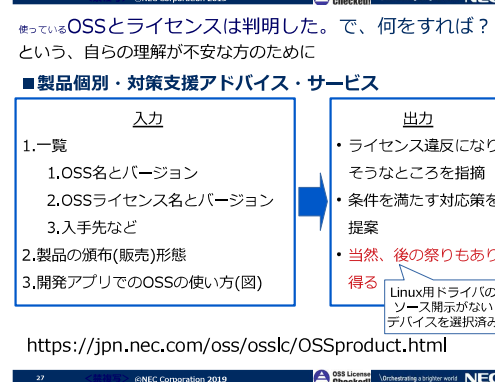 ©NEC Corporation 2019
Checked!
使っているOSSとライセンスは判明した。で、何をすれば？
という、自らの理解が不安な方のために
■製品個別・対策支援アドバイス・サービス
入力
1.一覧
1.OSS名とバージョン
2.OSSライセンス名とバージョン
3.入手先など
2.製品の頒布(販売)形態
3.開発アプリでのOSSの使い方(図)
出力
• ライセンス違反になり
そうなところを指摘
• 条件を満たす対応策を
提案
• 当然、後の祭りもあり
得る
Linux用ドライバの
ソース開示がない
デバイスを選択済み
https://jpn.nec.com/oss/osslc/OSSproduct.html
27
©NEC Corporation 2019
OSS License
Checked!
\Orchestrating a brighter world
NEC